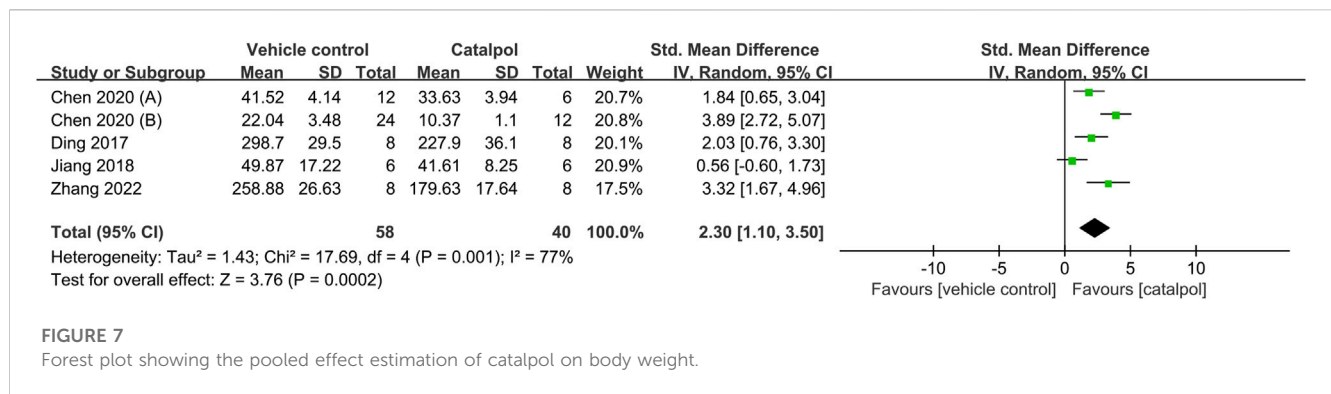 Vehicle control Catalpol Std. Mean Difference Std. Mean Difference
Study or Subgroup Mean SD Total Mean SD Total Weight IV, Random, 95% CI IV, Random, 95% CI
Chen 2020 (A) 41.52 4.14 12 33.63 3.94 6 20.7% 1.84 [0.65, 3.04]
Chen 2020 (B) 22.04 3.48 24 10.37 1.1 12 20.8% 3.89 [2.72, 5.07]
Ding 2017 298.7 29.5 8 227.9 36.1 8 20.1% 2.03 [0.76, 3.30]
Jiang 2018 49.87 17.22 6 41.61 8.25 6 20.9% 0.56 [-0.60, 1.73]
Zhang 2022 258.88 26.63 8 179.63 17.64 8 17.5% 3.32 [1.67, 4.96]
Total (95% CI) 58 40 100.0% 2.30 [1.10, 3.50]
Heterogeneity: Tau² = 1.43; Chi² = 17.69, df = 4 (P = 0.001); I² = 77%
Test for overall effect: Z = 3.76 (P = 0.0002)
-10 -5 0 5 10
Favours [vehicle control] Favours [catalpol]
FIGURE 7
Forest plot showing the pooled effect estimation of catalpol on body weight.